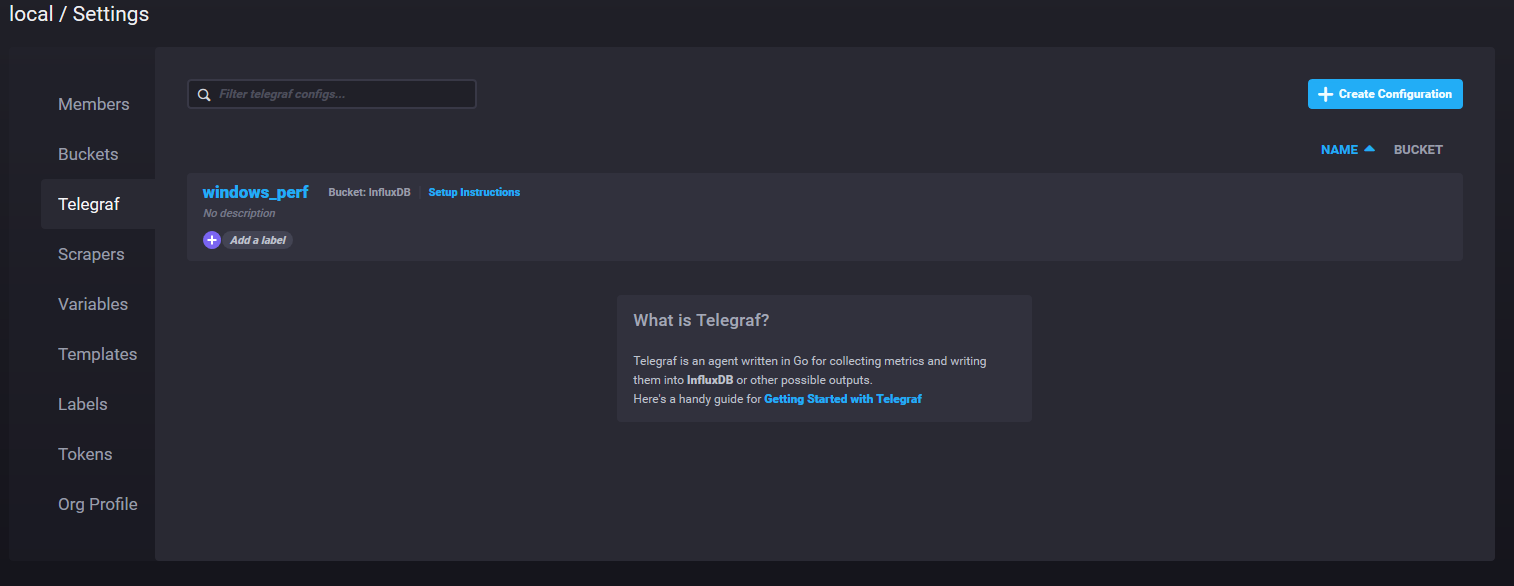 local / Settings
Members
Buckets
Telegraf
Scrapers
Variables
Templates
Labels
Tokens
Org Profile
Filter telegraf configs...
Create Configuration
NAME BUCKET
windows_perf Bucket: InfluxDB Setup Instructions
No description
Add a label
What is Telegraf?
Telegraf is an agent written in Go for collecting metrics and writing
them into InfluxDB or other possible outputs.
Here's a handy guide for Getting Started with Telegraf